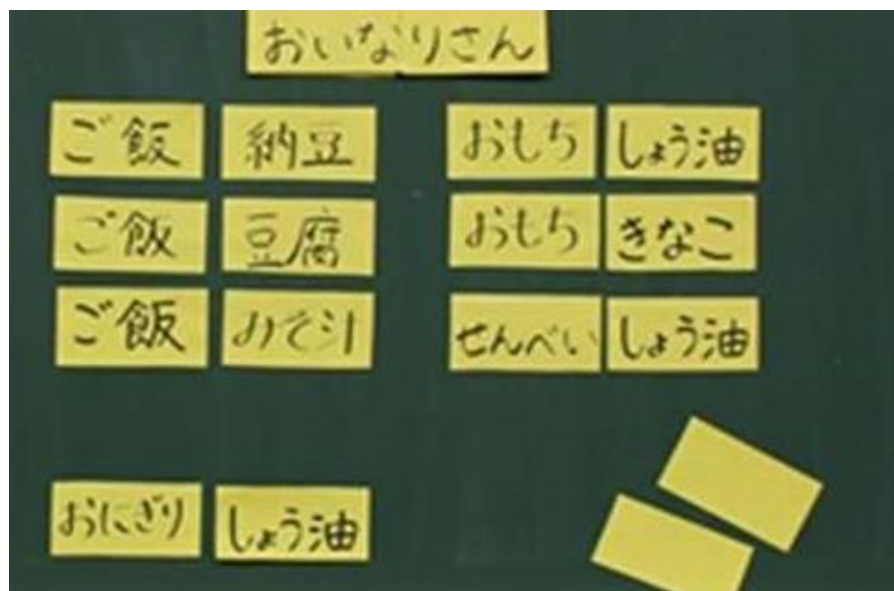 おいなりさん
ご飯 納豆
ご飯 豆腐
ご飯 みそ汁
おもち しょう油
おもち きなこ
せんべい しょう油
おにぎり しょう油